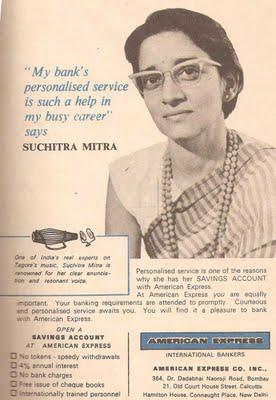 "My bank's
personalised service
is such a help in
my busy career"
says
SUCHITRA MITRA
One of India's real experts on
Tagore's music, Suchitra Mitra is
renowned for her clear enuncia-
tion and resonant voice.
Personalised service is one of the reasons
why she has her SAVINGS ACCOUNT
with American Express.
At American Express you are equally
important. Your banking requirements are attended to promptly. Courteous
and personalised service awaits you. You will find it a pleasure to bank
with American Express.
OPEN A
SAVINGS ACCOUNT
AT AMERICAN EXPRESS
No tokens - speedy withdrawals
4% annual interest
No bank charges
Free issue of cheque books
Internationally trained personnel
AMERICAN EXPRESS
INTERNATIONAL BANKERS
AMERICAN EXPRESS CO. INC.,
364, Dr. Dadabhai Naoroji Road, Bombay
21, Old Court House Street, Calcutta
Hamilton House, Connaught Place, New Delhi